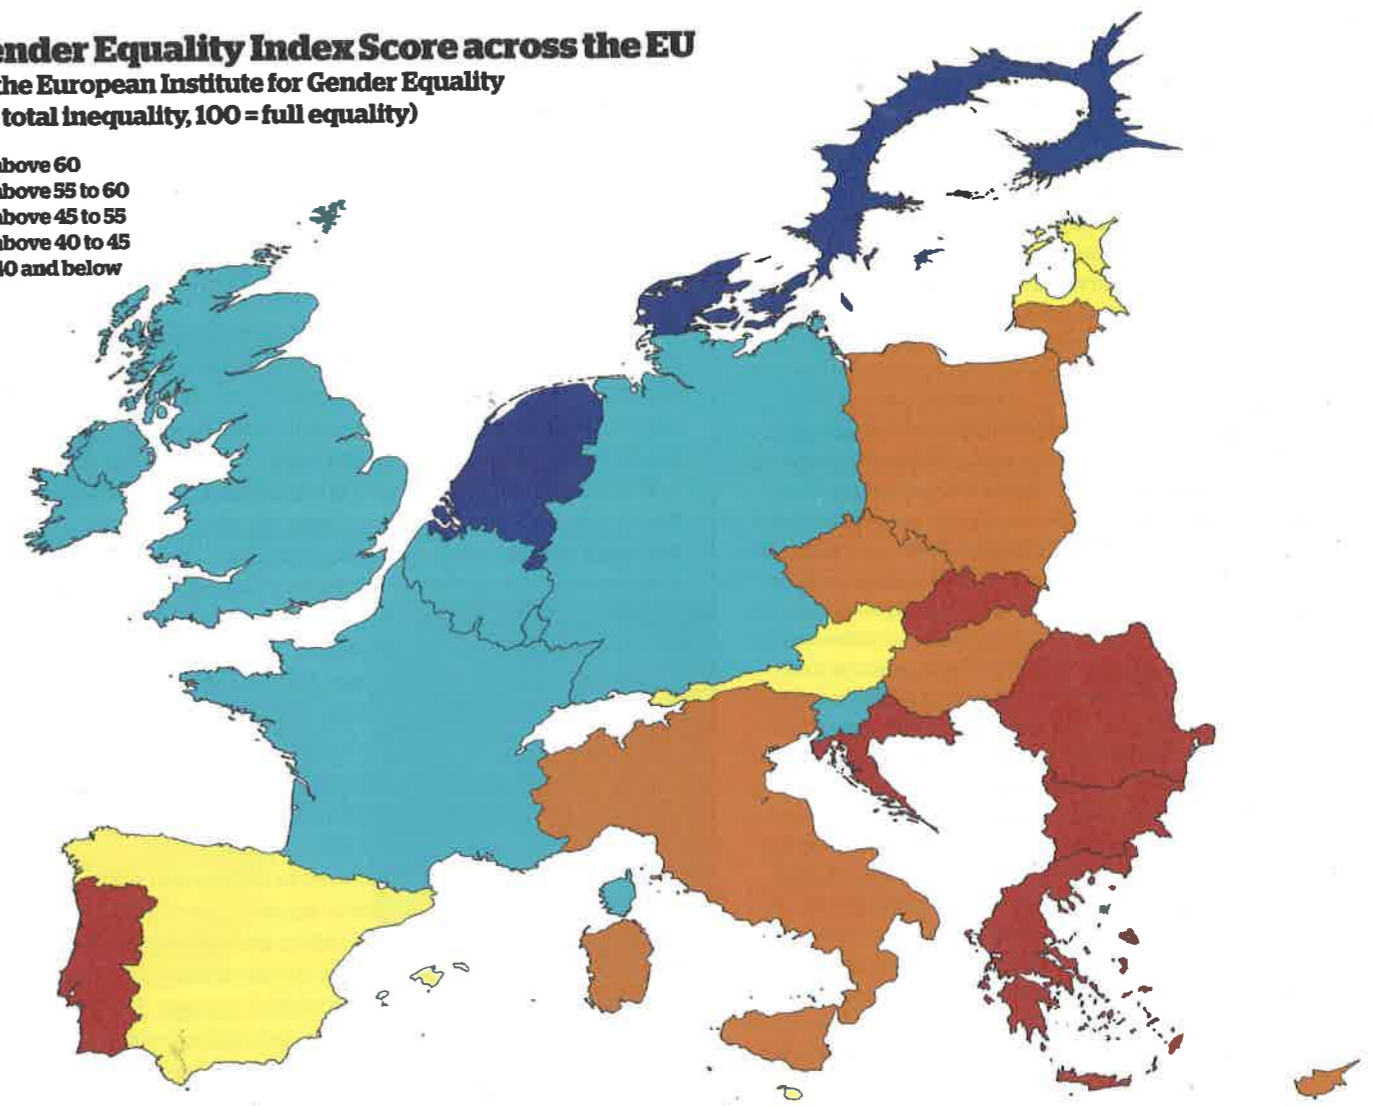 ender Equality Index Score across the EU
the European Institute for Gender Equality
total inequality, 100 = full equality)
above 60
above 55 to 60
above 45 to 55
above 40 to 45
40 and below